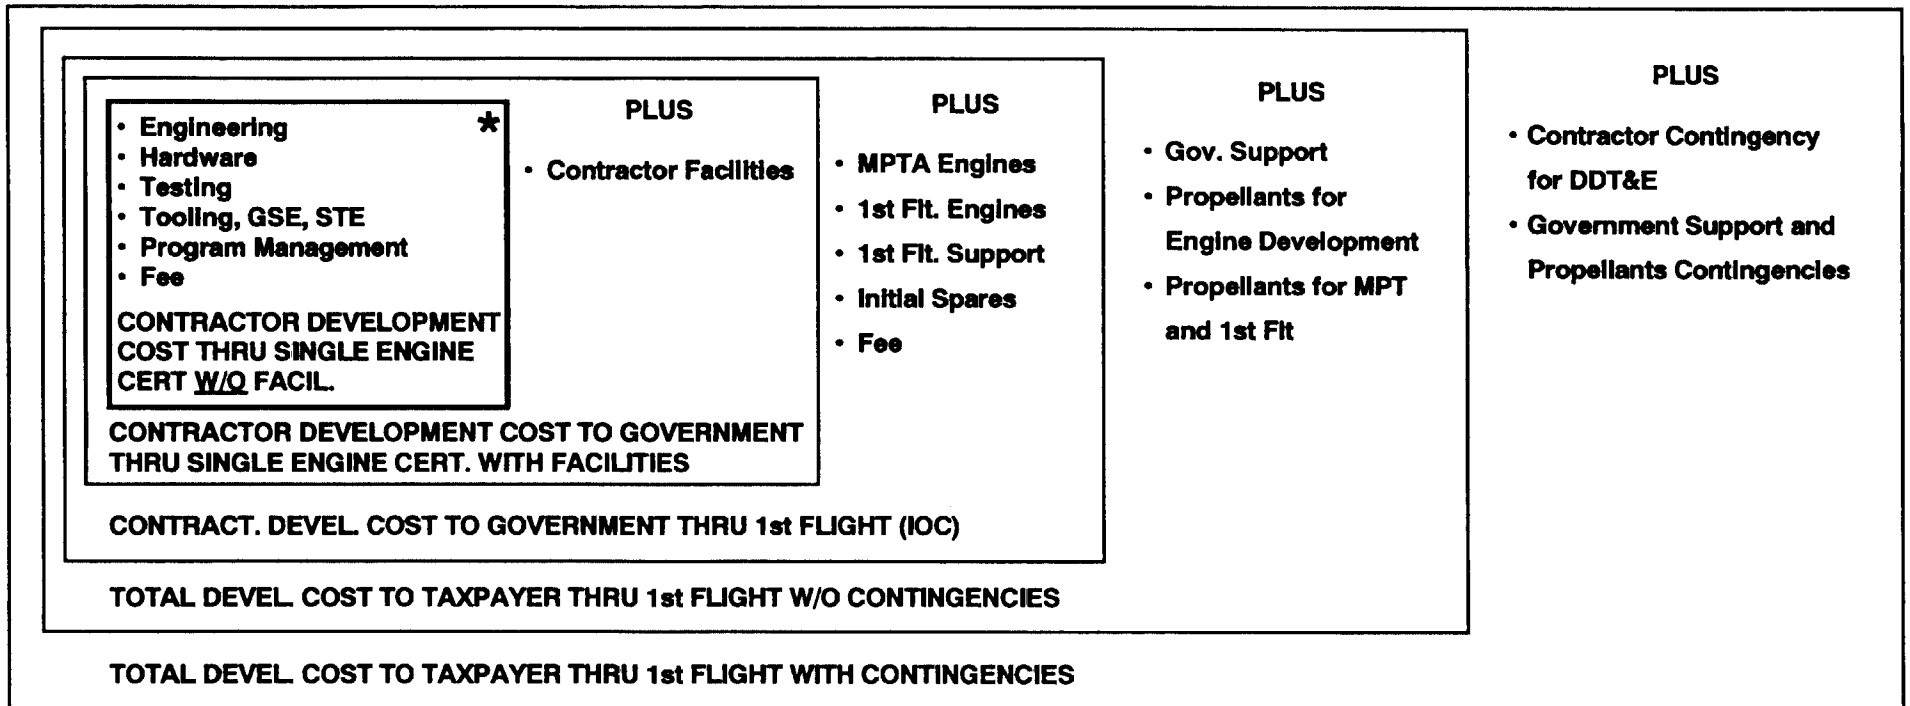 • Engineering *
• Hardware
• Testing
• Tooling, GSE, STE
• Program Management
• Fee
CONTRACTOR DEVELOPMENT
COST THRU SINGLE ENGINE
CERT W/O FACIL.
PLUS
• Contractor Facilities
CONTRACTOR DEVELOPMENT COST TO GOVERNMENT
THRU SINGLE ENGINE CERT. WITH FACILITIES
PLUS
• MPTA Engines
• 1st Flt. Engines
• 1st Flt. Support
• Initial Spares
• Fee
CONTRACT. DEVEL. COST TO GOVERNMENT THRU 1st FLIGHT (IOC)
PLUS
• Gov. Support
• Propellants for
Engine Development
• Propellants for MPT
and 1st Flt
TOTAL DEVEL. COST TO TAXPAYER THRU 1st FLIGHT W/O CONTINGENCIES
PLUS
• Contractor Contingency
for DDT&E
• Government Support and
Propellants Contingencies
TOTAL DEVEL. COST TO TAXPAYER THRU 1st FLIGHT WITH CONTINGENCIES